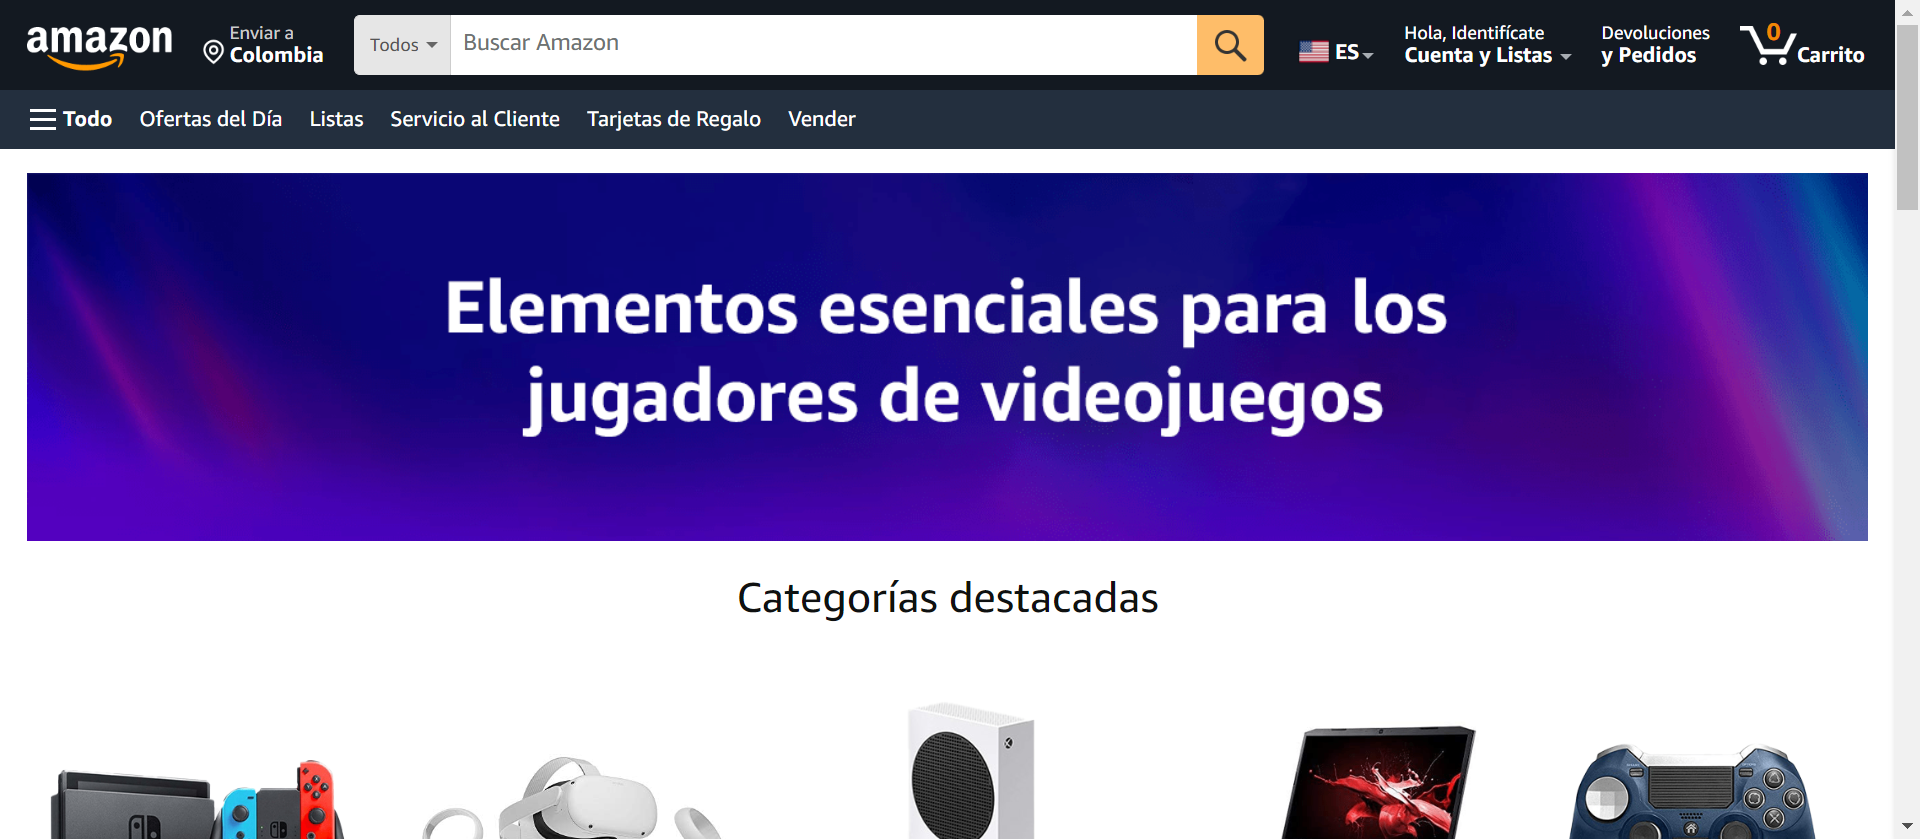 amazon
Enviar a
Colombia
Todos
Buscar Amazon
ES
Hola, Identifícate
Cuenta y Listas
Devoluciones
y Pedidos
0
Carrito
Todo
Ofertas del Día
Listas
Servicio al Cliente
Tarjetas de Regalo
Vender
Elementos esenciales para los
jugadores de videojuegos
Categorías destacadas